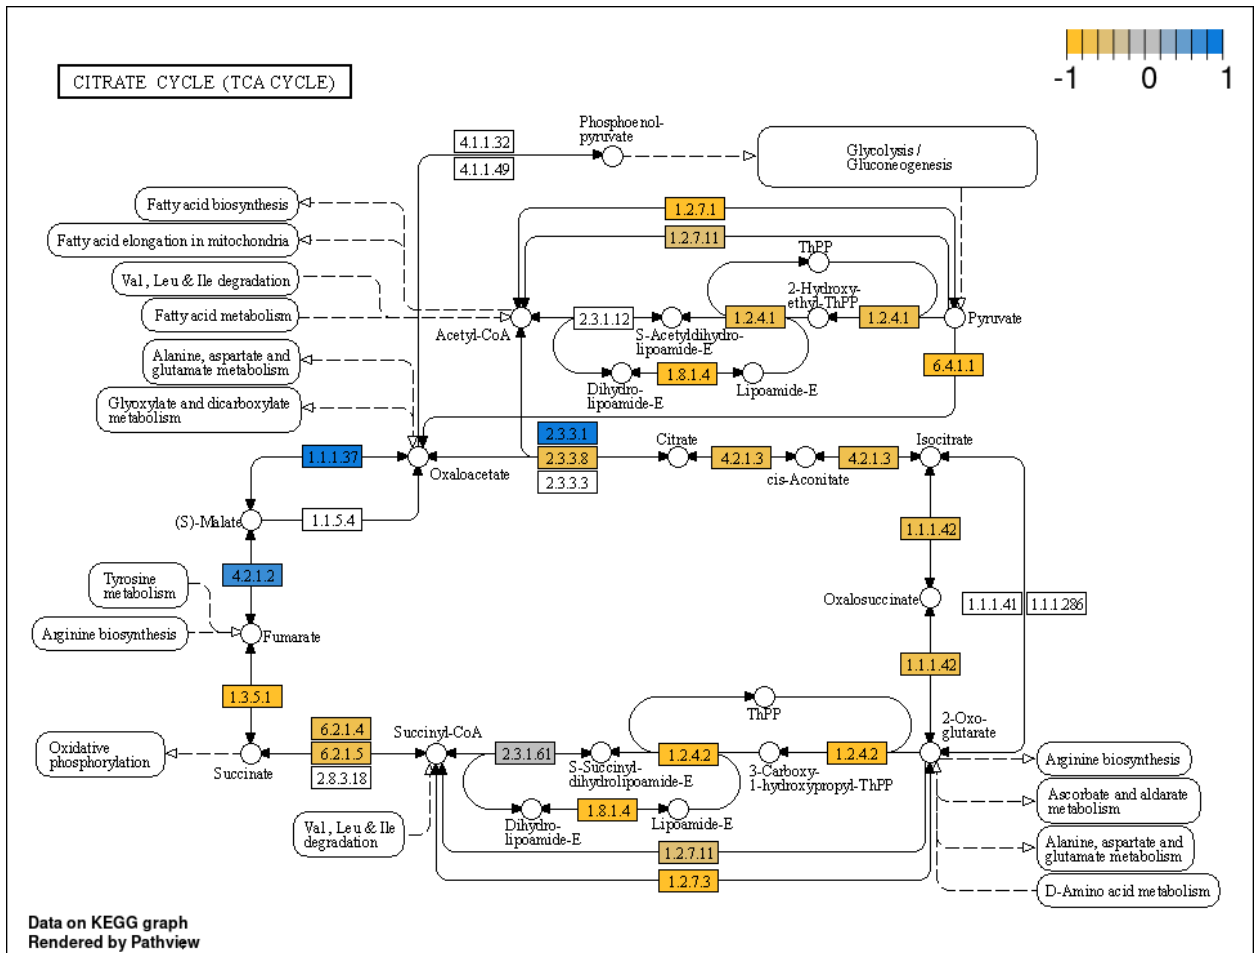 CITRATE CYCLE (TCA CYCLE)
-1 0 1
Phosphoenol-
pyruvate
4.1.1.32
4.1.1.49
Glycolysis /
Gluconeogenesis
Fatty acid biosynthesis
Fatty acid elongation in mitochondria
Val, Leu & Ile degradation
Fatty acid metabolism
Alanine, aspartate and
glutamate metabolism
Glyoxylate and dicarboxylate
metabolism
1.2.7.1
1.2.7.11
ThPP
2-Hydroxy-
ethyl-ThPP
Acetyl-CoA
2.3.1.12
S-Acetyldihydro-
lipoamide-E
1.2.4.1
1.2.4.1
Pyruvate
Dihydro-
lipoamide-E
1.8.1.4
Lipoamide-E
6.4.1.1
1.1.1.37
Oxaloacetate
2.3.3.1
2.3.3.8
2.3.3.3
Citrate
4.2.1.3
cis-Aconitate
4.2.1.3
Isocitrate
(S)-Malate
1.1.5.4
1.1.1.42
4.2.1.2
Tyrosine
metabolism
Oxalosuccinate
1.1.1.41
1.1.1.286
Arginine biosynthesis
Fumarate
1.1.1.42
1.3.5.1
ThPP
2-Oxo-
glutarate
Oxidative
phosphorylation
Succinate
6.2.1.4
6.2.1.5
2.8.3.18
Succinyl-CoA
2.3.1.61
S-Succinyl-
dihydrolipoamide-E
1.2.4.2
3-Carboxy-
1-hydroxypropyl-ThPP
1.2.4.2
Arginine biosynthesis
Ascorbate and aldarate
metabolism
Val, Leu & Ile
degradation
Dihydro-
lipoamide-E
1.8.1.4
Lipoamide-E
1.2.7.11
1.2.7.3
Alanine, aspartate and
glutamate metabolism
D-Amino acid metabolism
Data on KEGG graph
Rendered by Pathview